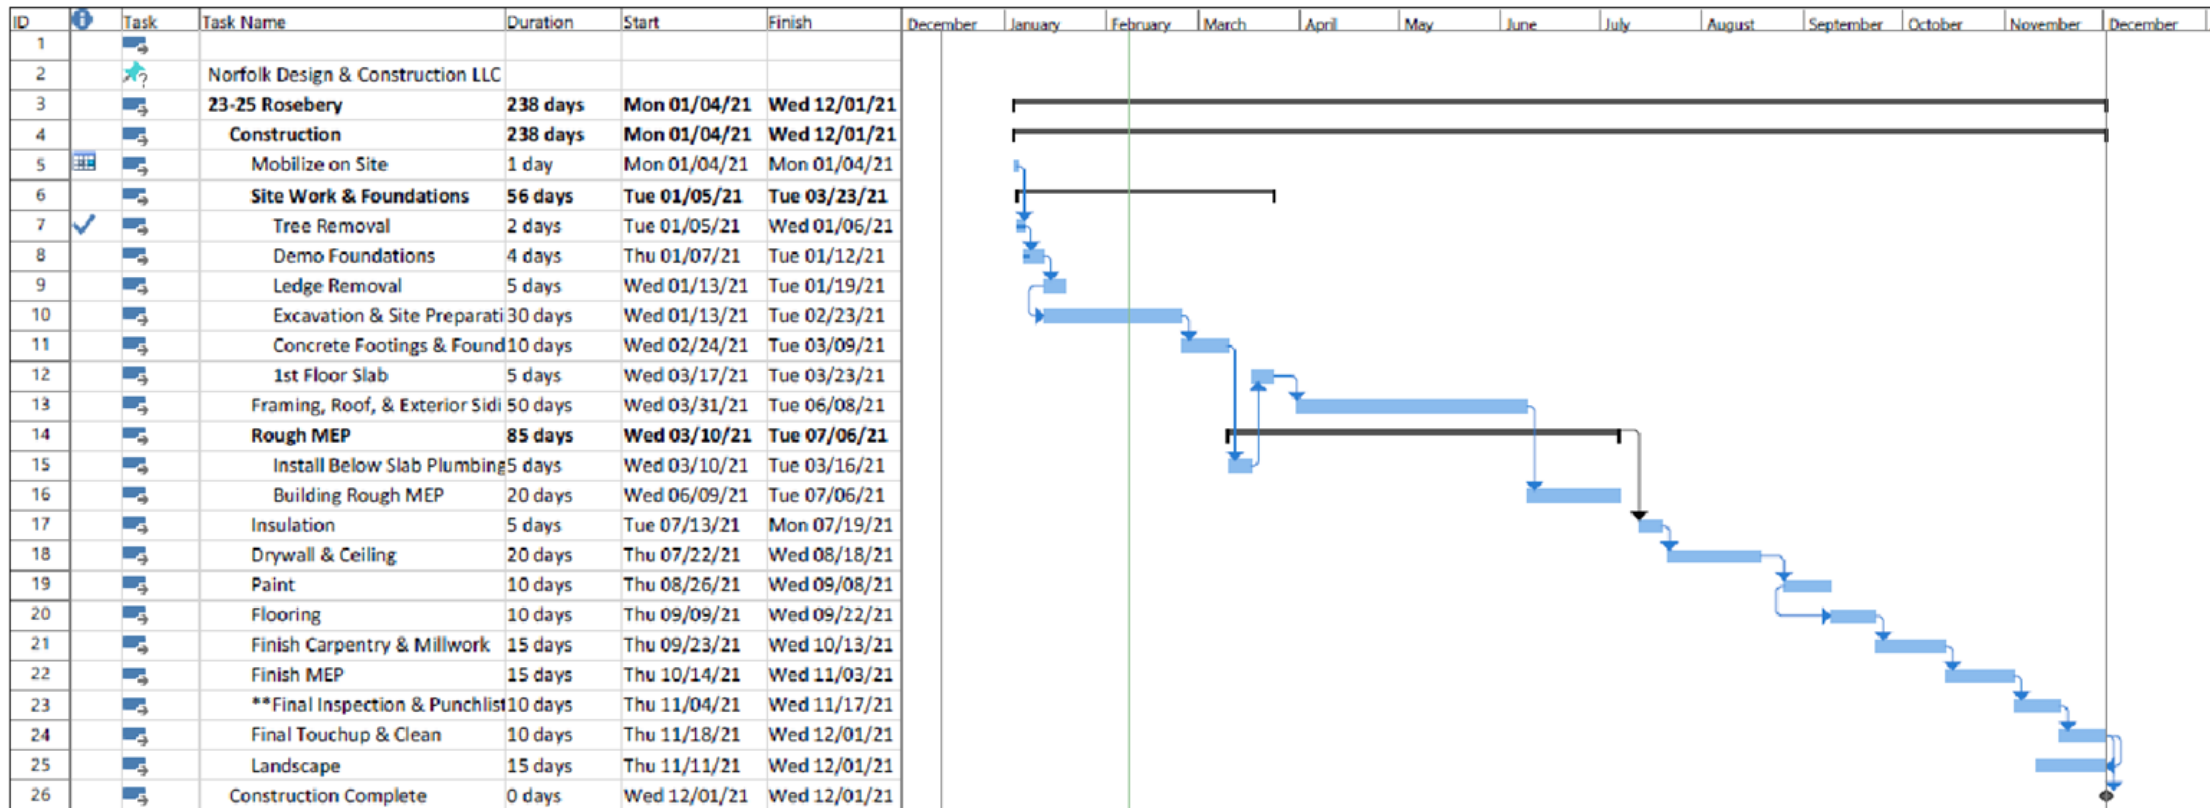 ID Task Task Name Duration Start Finish December January February March April May June July August September October November December
1
2 Norfolk Design & Construction LLC
3 23-25 Rosebery 238 days Mon 01/04/21 Wed 12/01/21
4 Construction 238 days Mon 01/04/21 Wed 12/01/21
5 Mobilize on Site 1 day Mon 01/04/21 Mon 01/04/21
6 Site Work & Foundations 56 days Tue 01/05/21 Tue 03/23/21
7 Tree Removal 2 days Tue 01/05/21 Wed 01/06/21
8 Demo Foundations 4 days Thu 01/07/21 Tue 01/12/21
9 Ledge Removal 5 days Wed 01/13/21 Tue 01/19/21
10 Excavation & Site Preparati 30 days Wed 01/13/21 Tue 02/23/21
11 Concrete Footings & Found 10 days Wed 02/24/21 Tue 03/09/21
12 1st Floor Slab 5 days Wed 03/17/21 Tue 03/23/21
13 Framing, Roof, & Exterior Sidi 50 days Wed 03/31/21 Tue 06/08/21
14 Rough MEP 85 days Wed 03/10/21 Tue 07/06/21
15 Install Below Slab Plumbing 5 days Wed 03/10/21 Tue 03/16/21
16 Building Rough MEP 20 days Wed 06/09/21 Tue 07/06/21
17 Insulation 5 days Tue 07/13/21 Mon 07/19/21
18 Drywall & Ceiling 20 days Thu 07/22/21 Wed 08/18/21
19 Paint 10 days Thu 08/26/21 Wed 09/08/21
20 Flooring 10 days Thu 09/09/21 Wed 09/22/21
21 Finish Carpentry & Millwork 15 days Thu 09/23/21 Wed 10/13/21
22 Finish MEP 15 days Thu 10/14/21 Wed 11/03/21
23 **Final Inspection & Punchlist 10 days Thu 11/04/21 Wed 11/17/21
24 Final Touchup & Clean 10 days Thu 11/18/21 Wed 12/01/21
25 Landscape 15 days Thu 11/11/21 Wed 12/01/21
26 Construction Complete 0 days Wed 12/01/21 Wed 12/01/21